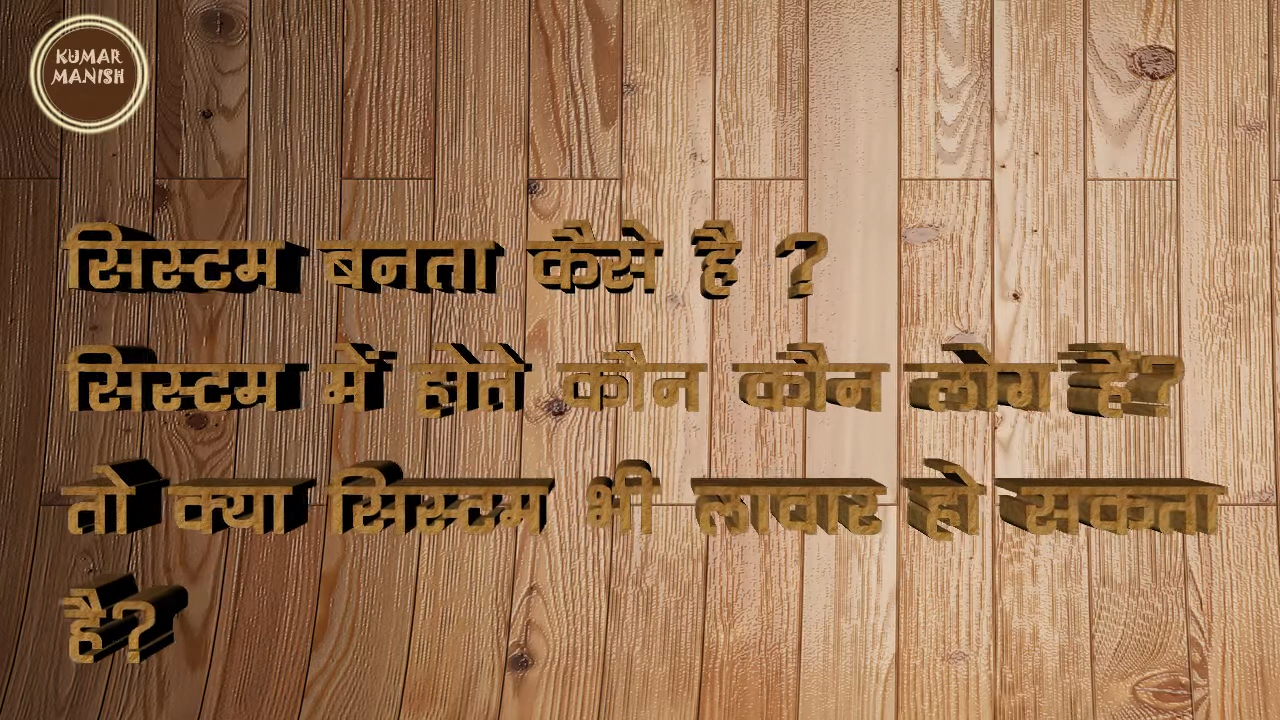 KUMAR
MANISH
सिस्टम बनता कैसे है ?
सिस्टम में होते कौन कौन लोग हैं?
तो क्या सिस्टम भी लावार हो सकता
है?